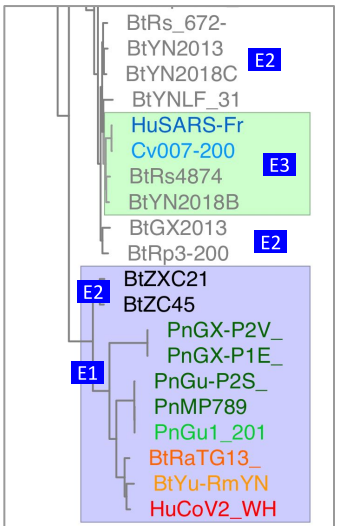 BtRs_672-
BtYN2013
E2
BtYN2018C
BtYNLF_31
HuSARS-Fr
Cv007-200
E3
BtRs4874
BtYN2018B
BtGX2013
E2
BtRp3-200
BtZXC21
E2
BtZC45
PnGX-P2V_
PnGX-P1E_
E1
PnGu-P2S_
PnMP789
PnGu1_201
BtRaTG13_
BtYu-RmYN
HuCoV2_WH